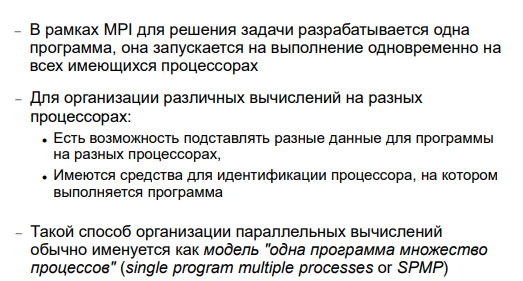 – В рамках MPI для решения задачи разрабатывается одна
программа, она запускается на выполнение одновременно на
всех имеющихся процессорах
– Для организации различных вычислений на разных
процессорах:
• Есть возможность подставлять разные данные для программы
на разных процессорах,
• Имеются средства для идентификации процессора, на котором
выполняется программа
– Такой способ организации параллельных вычислений
обычно именуется как модель "одна программа множество
процессов" (single program multiple processes or SPMP)